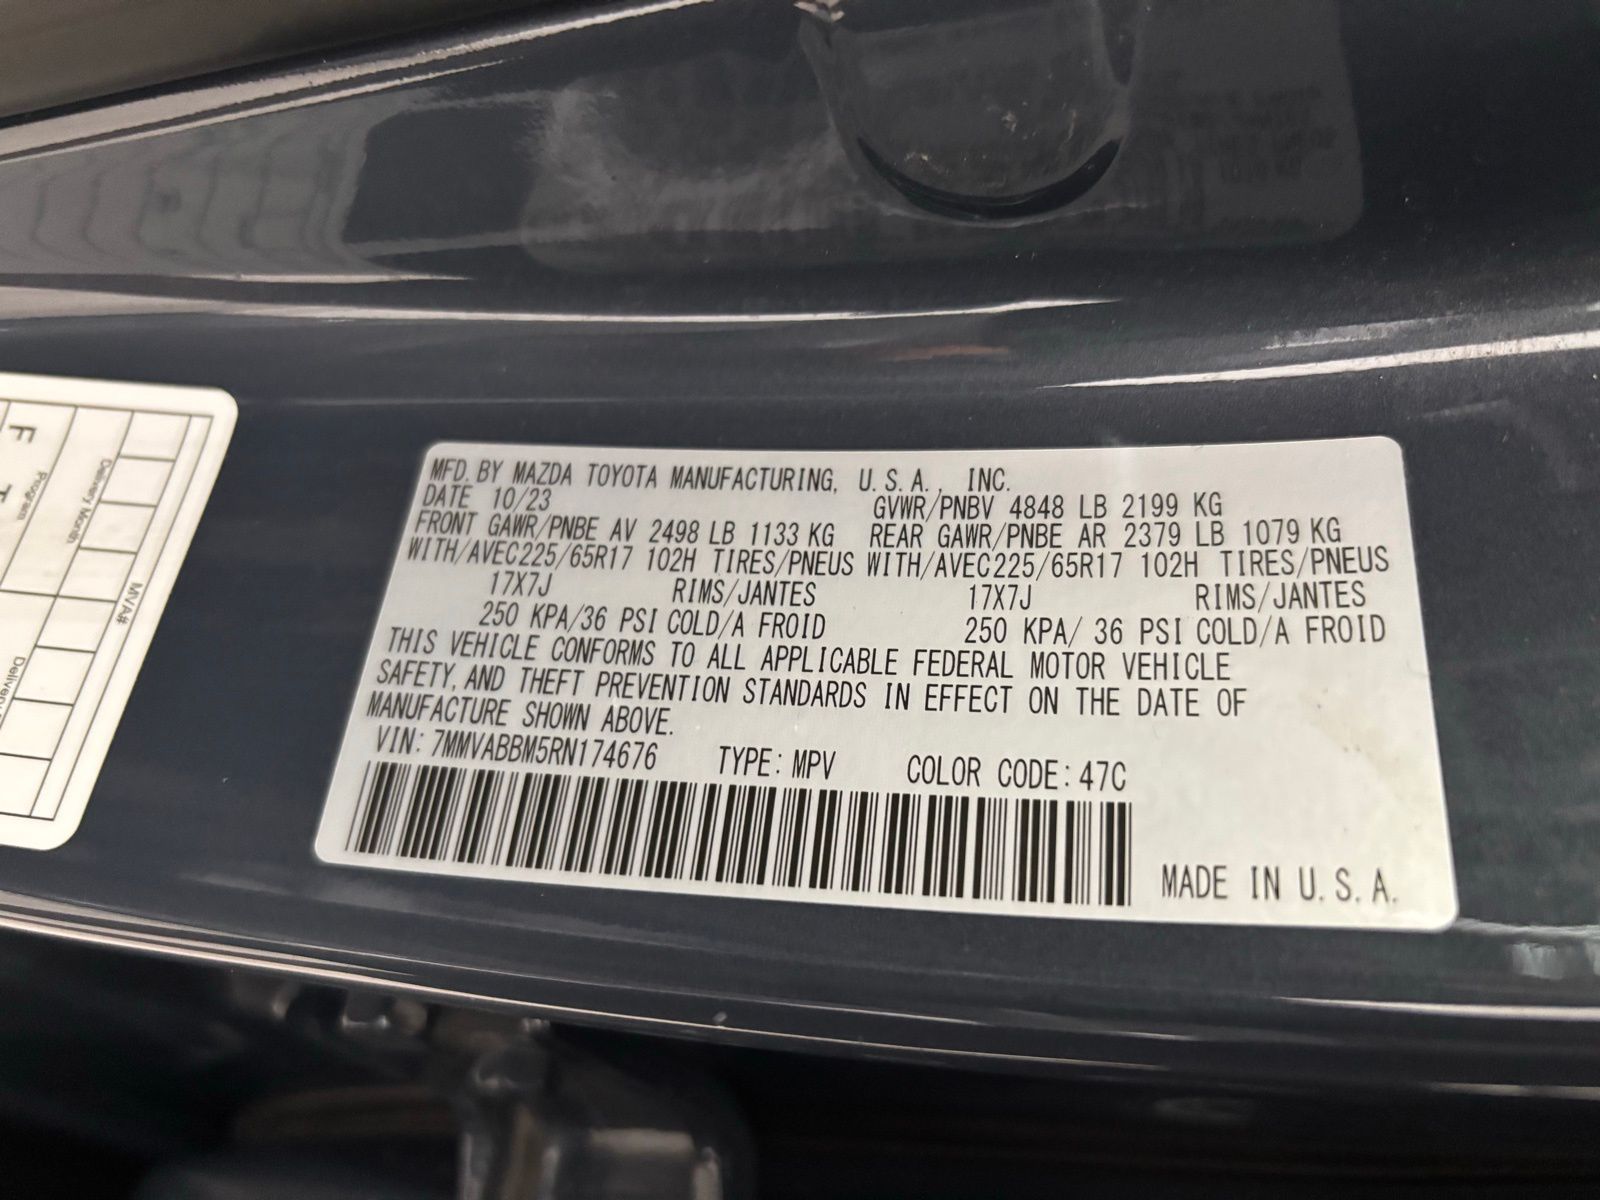 MFD. BY MAZDA TOYOTA MANUFACTURING, U.S.A., INC.
DATE 10/23 GVWR/PNBV 4848 LB 2199 KG
FRONT GAWR/PNBE AV 2498 LB 1133 KG REAR GAWR/PNBE AR 2379 LB 1079 KG
WITH/AVEC225/65R17 102H TIRES/PNEUS WITH/AVEC225/65R17 102H TIRES/PNEUS
17X7J RIMS/JANTES 17X7J RIMS/JANTES
250 KPA/36 PSI COLD/A FROID 250 KPA/ 36 PSI COLD/A FROID
THIS VEHICLE CONFORMS TO ALL APPLICABLE FEDERAL MOTOR VEHICLE
SAFETY, AND THEFT PREVENTION STANDARDS IN EFFECT ON THE DATE OF
MANUFACTURE SHOWN ABOVE.
VIN: 7MMVABBM5RN174676 TYPE: MPV COLOR CODE: 47C
MADE IN U.S.A.
F
T
Program
Delivery Month
MVA#